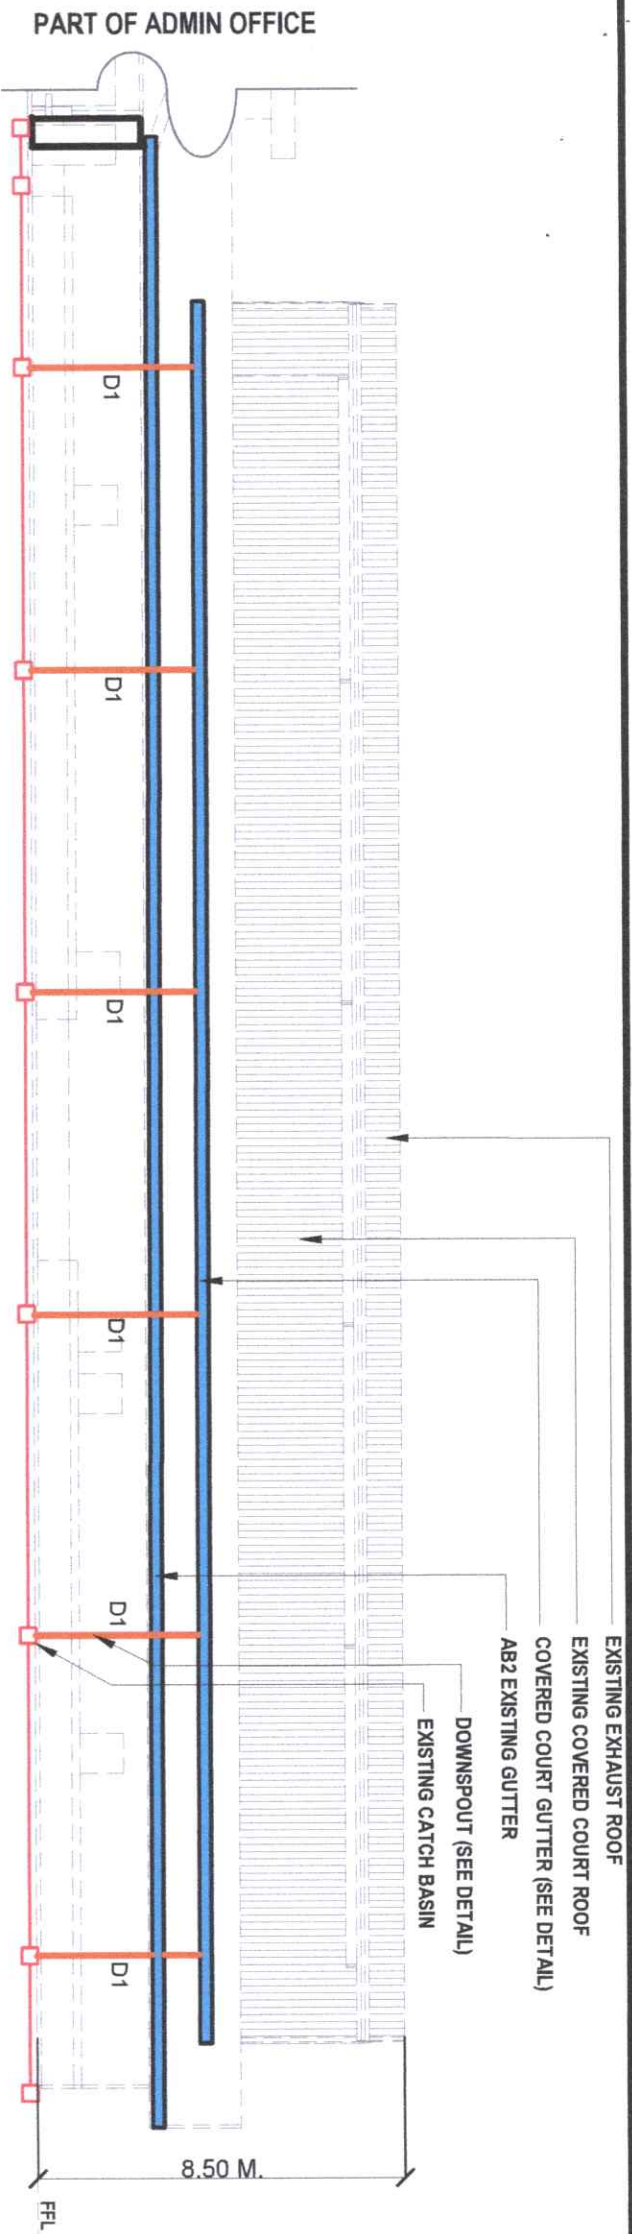 PART OF ADMIN OFFICE
D1
D1
D1
D1
D1
D1
EXISTING EXHAUST ROOF
EXISTING COVERED COURT ROOF
COVERED COURT GUTTER (SEE DETAIL)
AB2 EXISTING GUTTER
DOWNSPOUT (SEE DETAIL)
EXISTING CATCH BASIN
8.50 M.
FFL